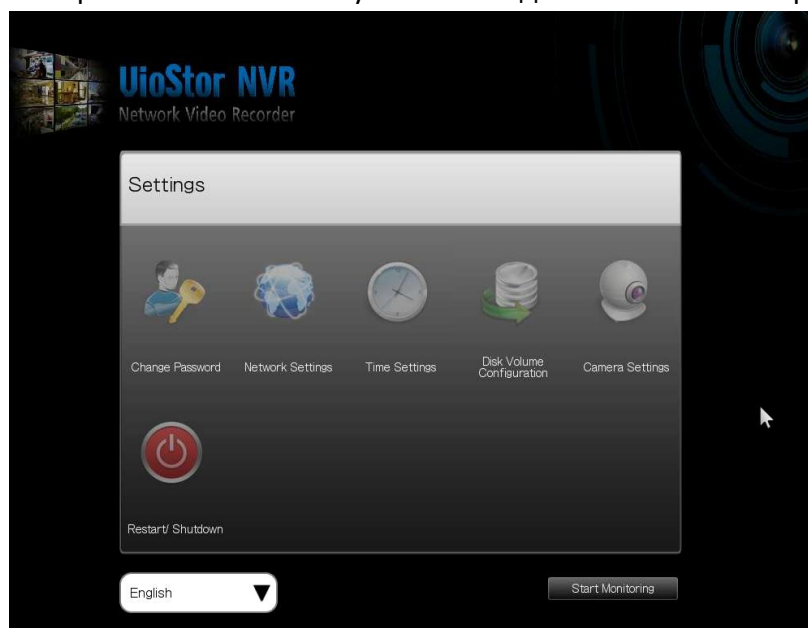 UioStor NVR
Network Video Recorder
Settings
Change Password
Network Settings
Time Settings
Disk Volume
Configuration
Camera Settings
Restart/ Shutdown
English
Start Monitoring